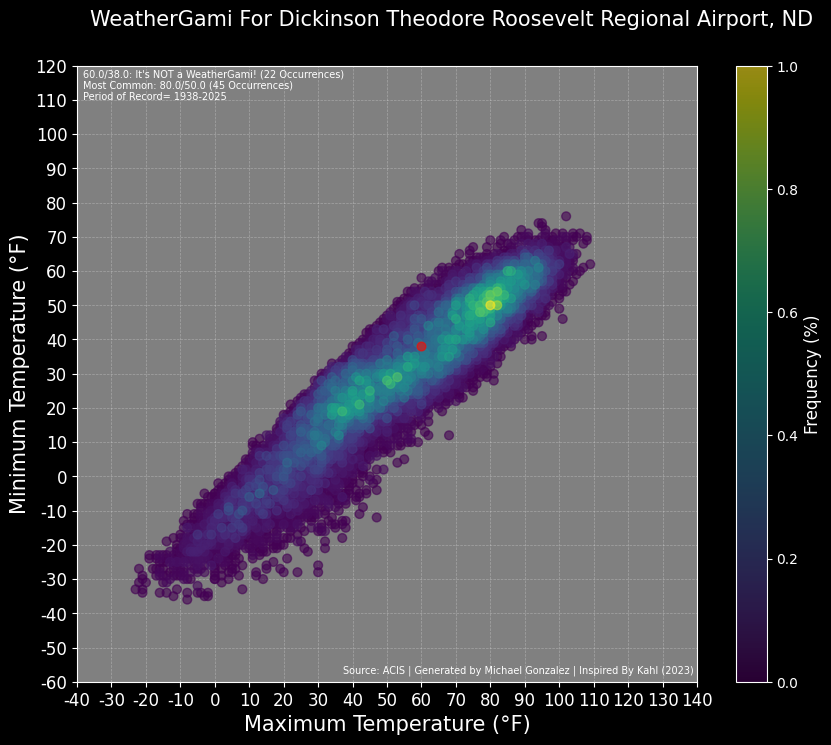 WeatherGami For Dickinson Theodore Roosevelt Regional Airport, ND
60.0/38.0: It's NOT a WeatherGami! (22 Occurrences)
Most Common: 80.0/50.0 (45 Occurrences)
Period of Record= 1938-2025
120
110
100
90
80
70
60
50
40
30
20
10
0
-10
-20
-30
-40
-50
-60
Minimum Temperature (°F)
-40 -30 -20 -10 0 10 20 30 40 50 60 70 80 90 100 110 120 130 140
Maximum Temperature (°F)
Source: ACIS | Generated by Michael Gonzalez | Inspired By Kahl (2023)
1.0
0.8
0.6
0.4
0.2
0.0
Frequency (%)